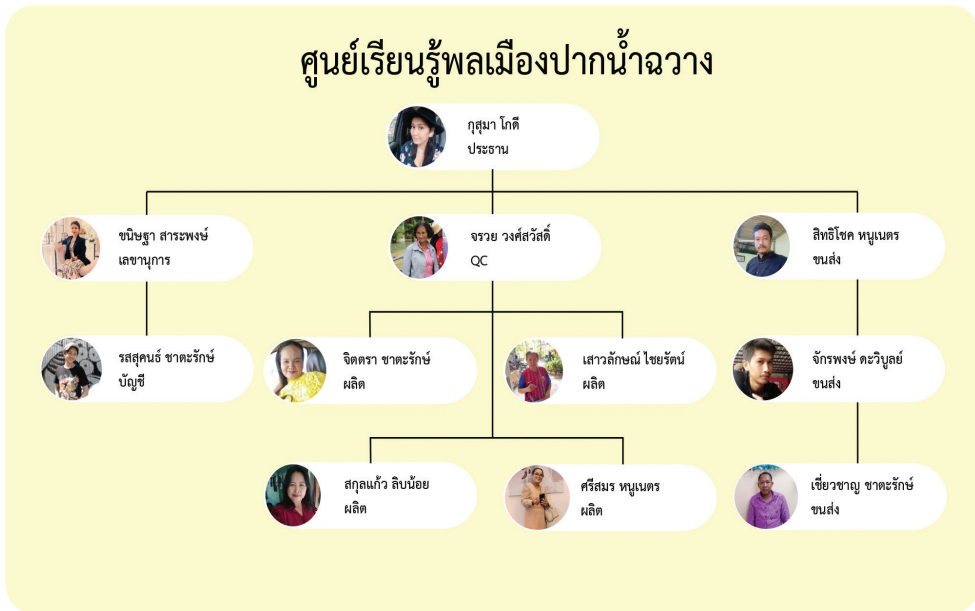 ศูนย์เรียนรู้พลเมืองปากน้ำฉวาง
กุสุมา โกดี
ประธาน
ขนิษฐา สาระพงษ์
เลขานุการ
จรวย วงศ์สวัสดิ์
QC
สิทธิโชค หนูเนตร
ขนส่ง
รสสุคนธ์ ชาตะรักษ์
บัญชี
จิตตรา ชาตะรักษ์
ผลิต
เสาวลักษณ์ ไชยรัตน์
ผลิต
จักรพงษ์ ดะวิบูลย์
ขนส่ง
สกุลแก้ว ลิบน้อย
ผลิต
ศรีสมร หนูเนตร
ผลิต
เชี่ยวชาญ ชาตะรักษ์
ขนส่ง